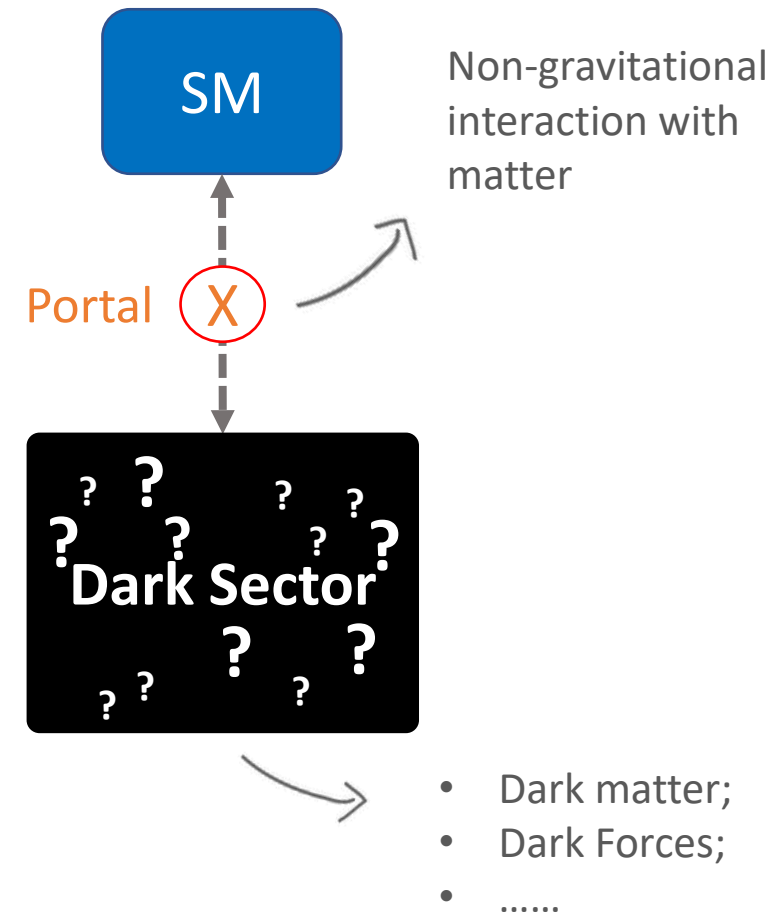 SM
Non-gravitational
interaction with
matter
Portal X
? ? ? ?
? ? ? ?
Dark Sector
? ?
? ? ?
• Dark matter;
• Dark Forces;
• ......